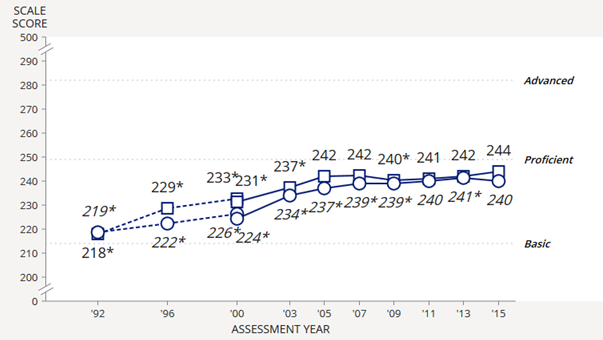 SCALE
SCORE
500
290
Advanced
280
270
260
250
Proficient
242 242 240* 241 242 244
237*
233* 231*
229*
240
239* 239* 240 241* 240
237*
234*
230
226* 224*
222*
219*
220
218*
Basic
210
200
0
'92 '96 '00 '03 '05 '07 '09 '11 '13 '15
ASSESSMENT YEAR